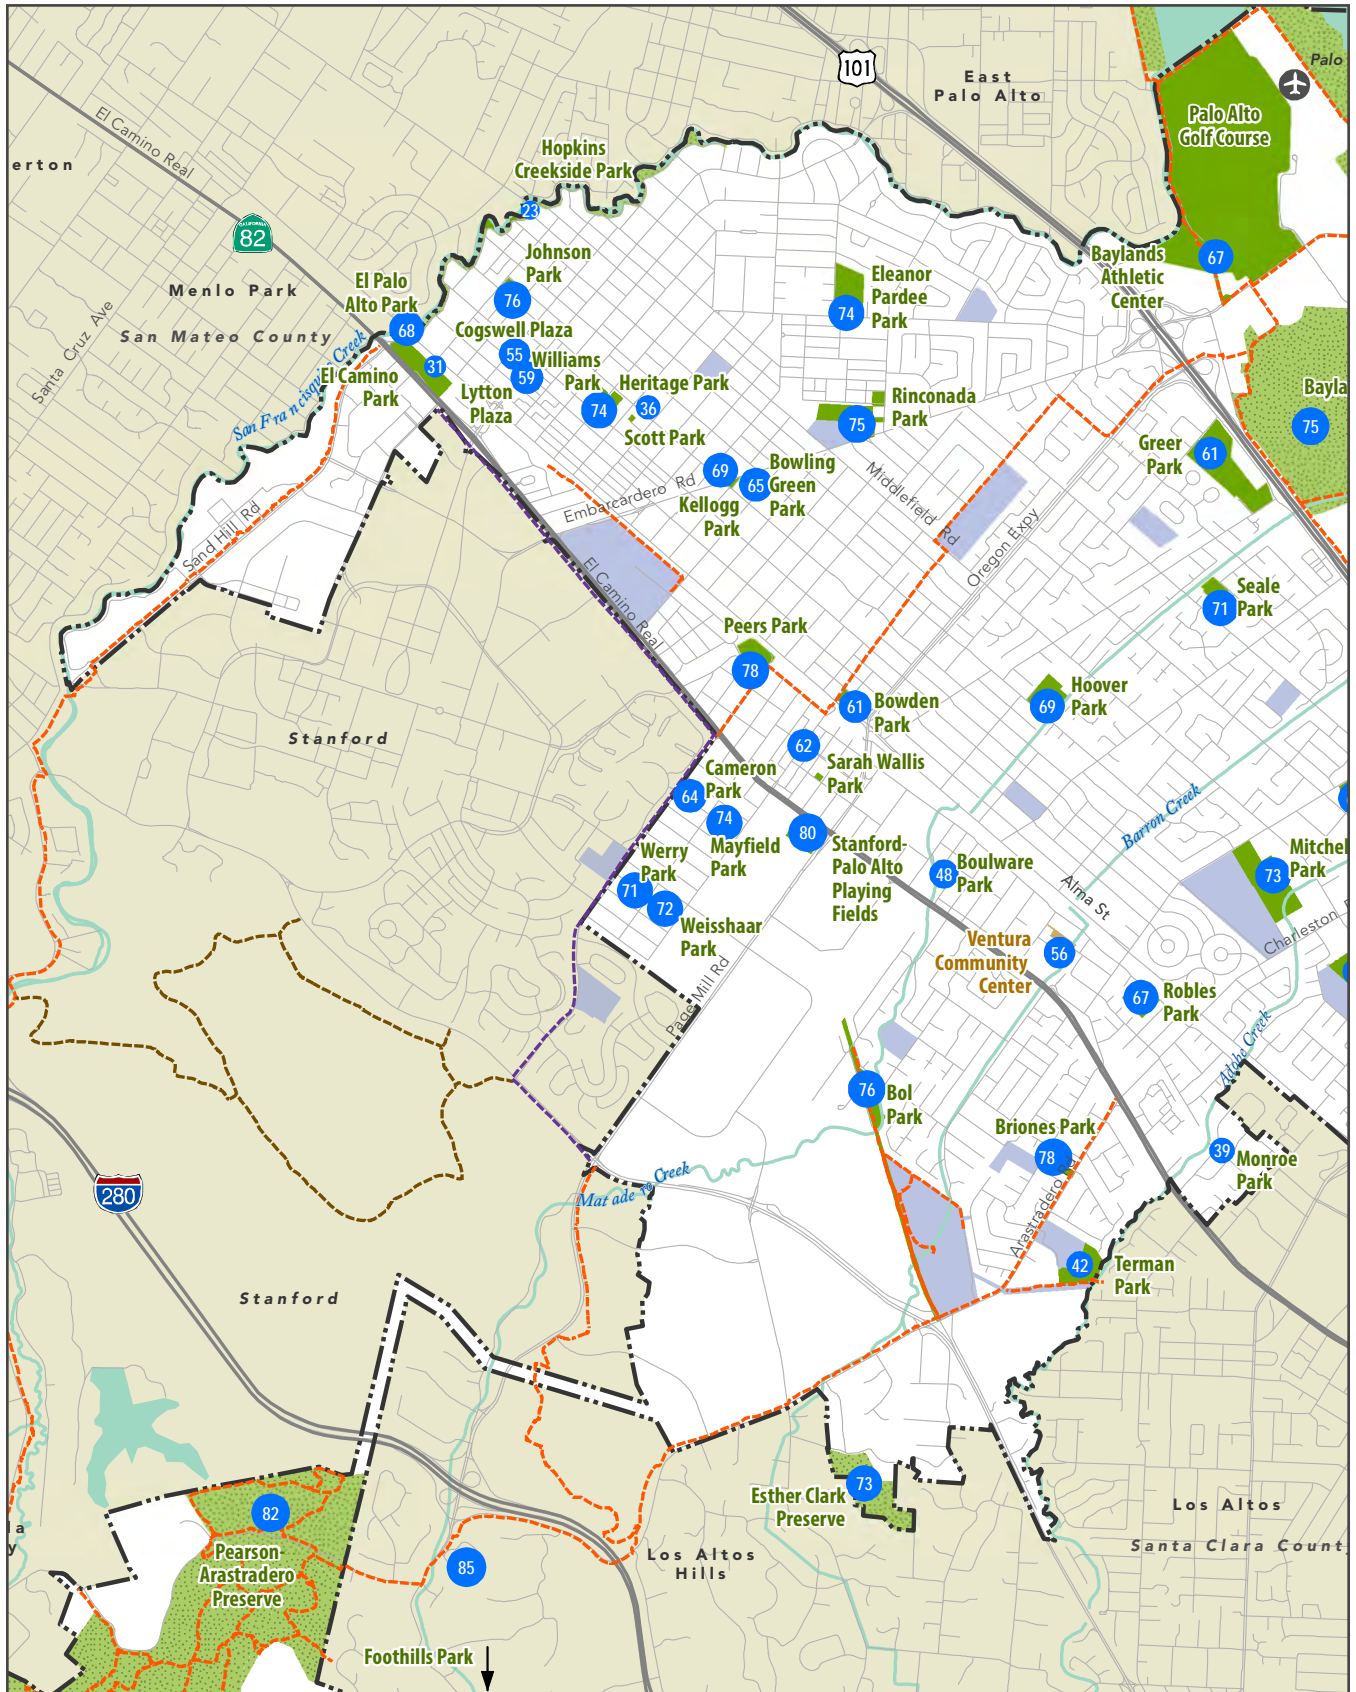 101
East
Palo Alto
Palo
Palo Alto
Golf Course
El Camino Real
erton
Hopkins
Creekside Park
23
CALIFORNIA
82
Menlo Park
San Mateo County
Santa Cruz Ave
El Palo
Alto Park
68
Johnson
Park
76
Eleanor
Pardee
Park
74
Baylands
Athletic
Center
67
San Francisquito Creek
El Camino
Park
31
Cogswell Plaza
55
Williams
Park
59
Lytton
Plaza
74
Heritage Park
36
Scott Park
Rinconada
Park
75
Bayla
75
Greer
Park
61
69
Kellogg
Park
65
Bowling
Green
Park
Embarcardero Rd
Middlefield Rd
Oregon Expy
Sand Hill Rd
El Camino Real
Seale
Park
71
Peers Park
78
Hoover
Park
69
61
Bowden
Park
62
Sarah Wallis
Park
Stanford
Cameron
Park
64
74
Mayfield
Park
80
Stanford-
Palo Alto
Playing
Fields
Barron Creek
Mitchel
Park
73
Werry
Park
71
72
Weisshaar
Park
48
Boulware
Park
Alma St
Ventura
Community
Center
56
Charleston
67
Robles
Park
Page Mill Rd
Adobe Creek
76
Bol
Park
Briones Park
78
39
Monroe
Park
Arastradero Rd
280
Matadero Creek
42
Terman
Park
Stanford
73
Esther Clark
Preserve
Los Altos
Santa Clara Count
82
Pearson
Arastradero
Preserve
la
y
85
Los Altos
Hills
Foothills Park